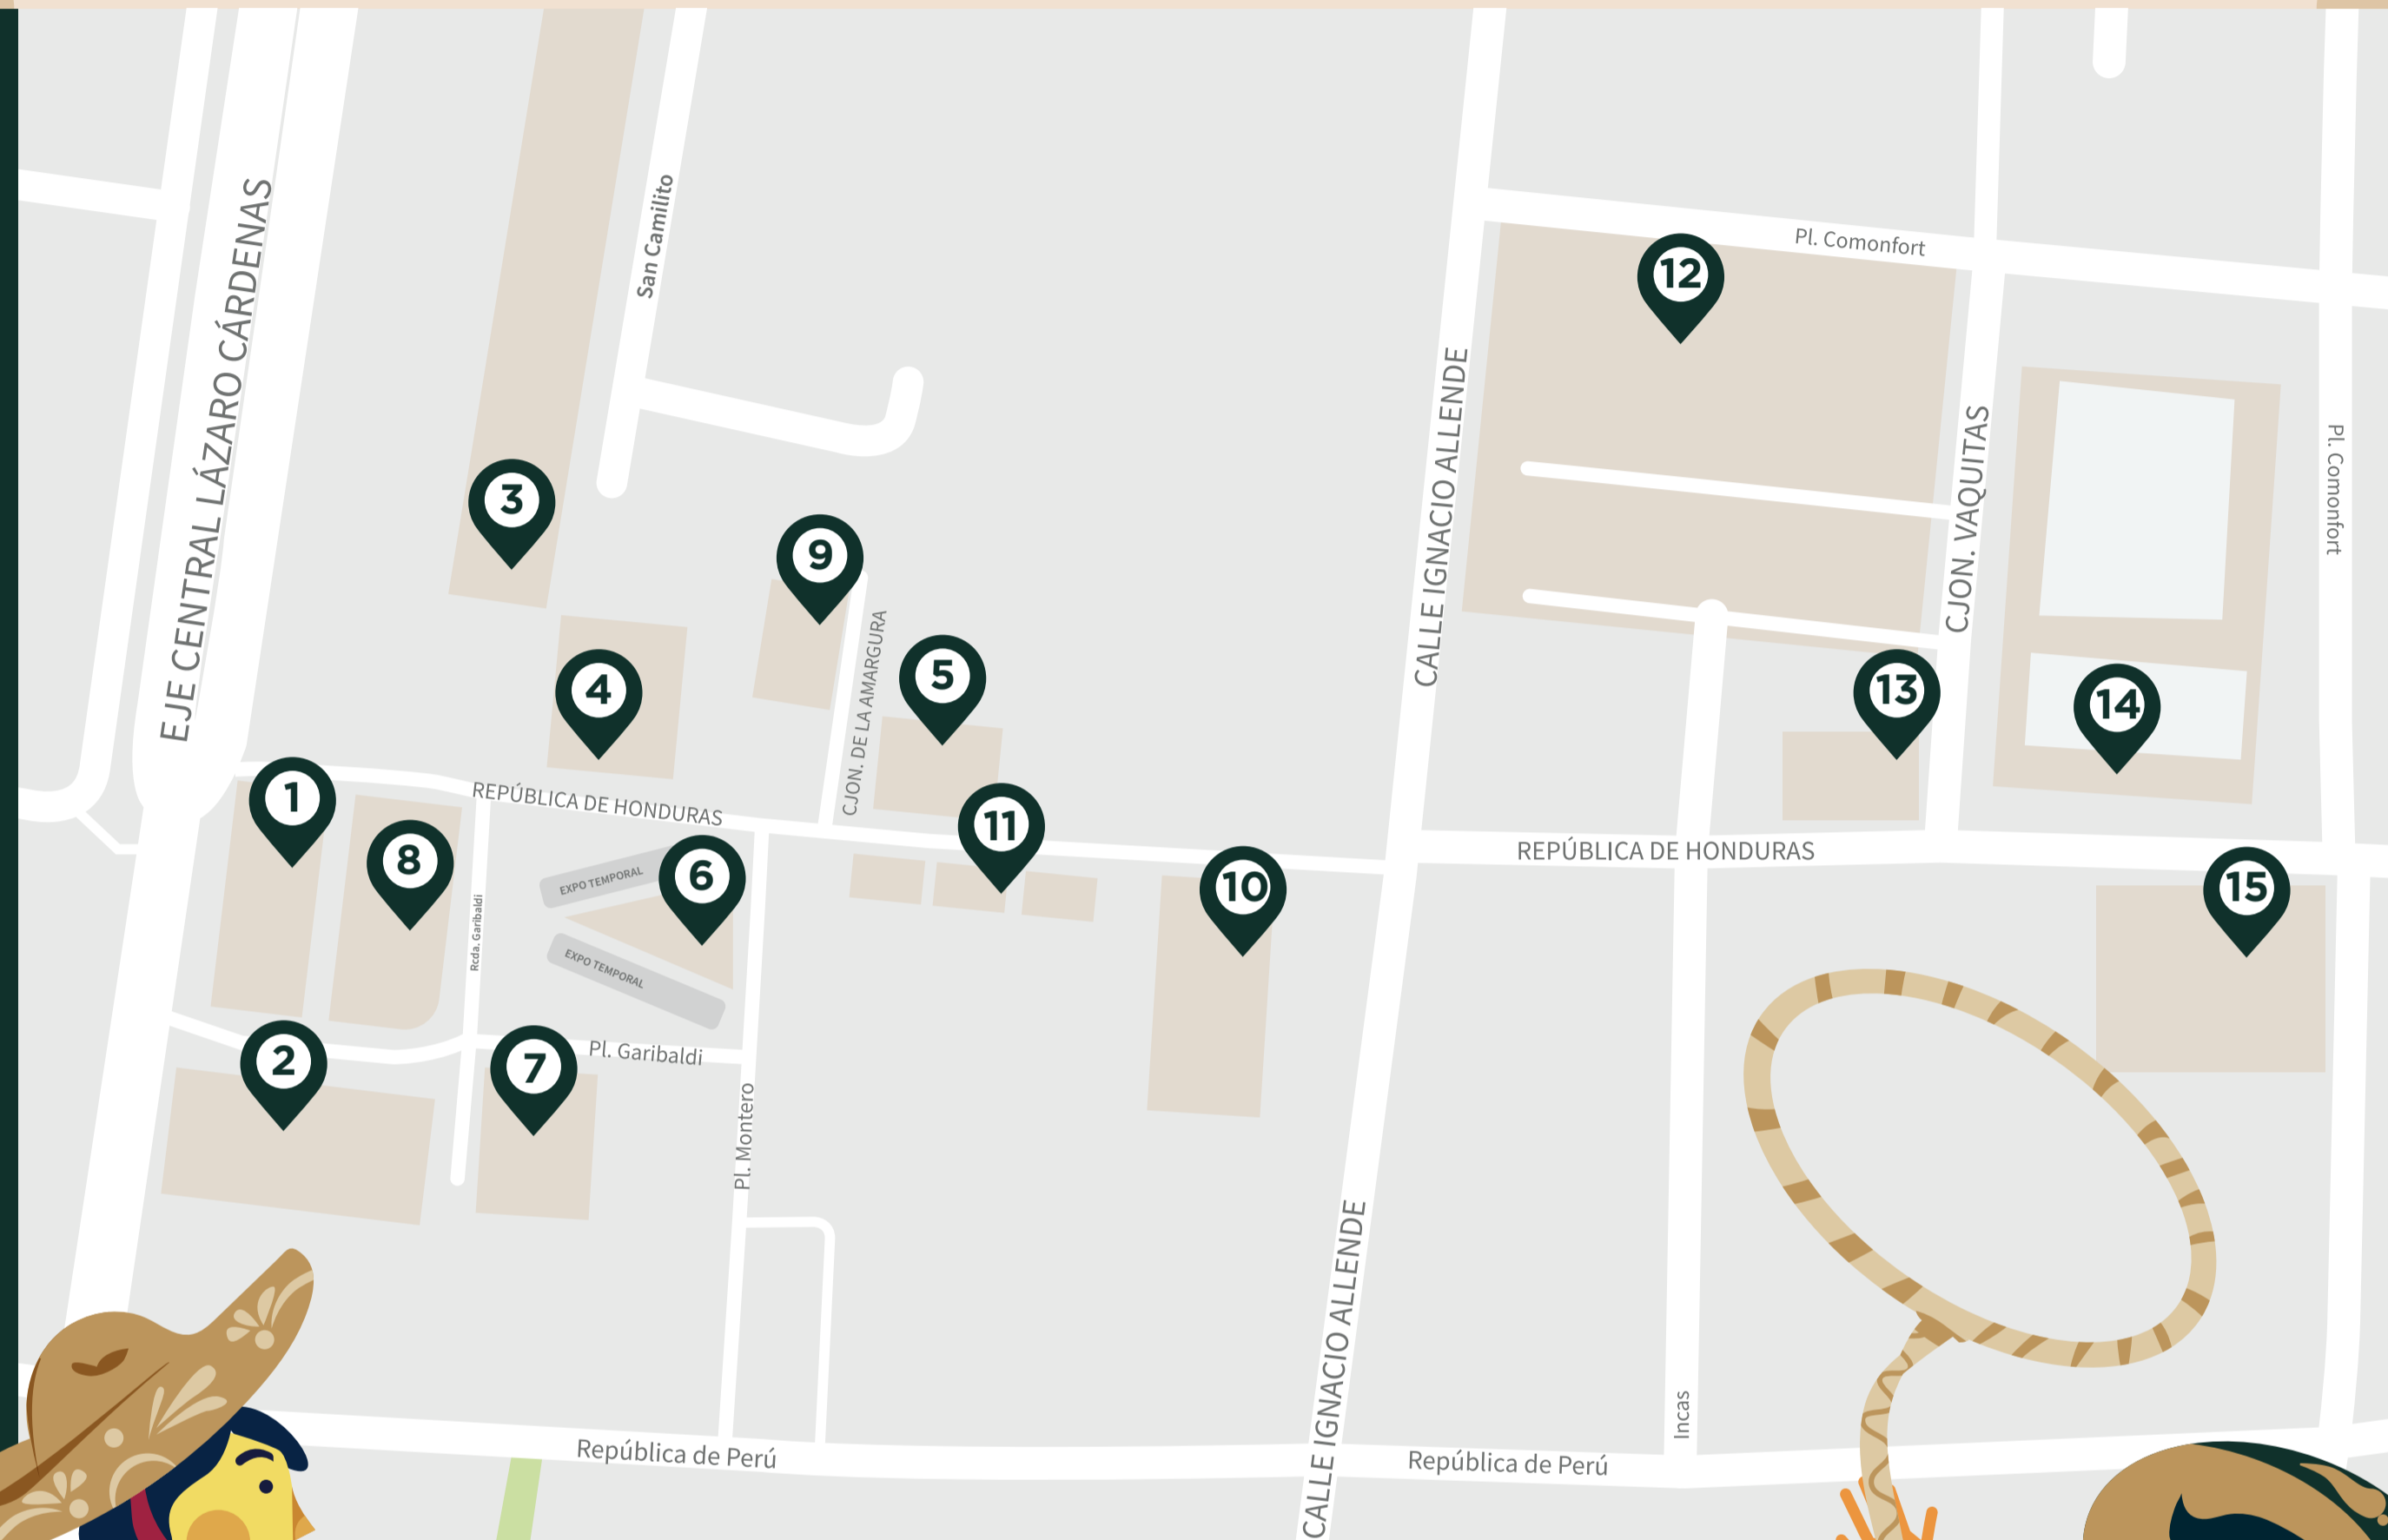 EJE CENTRAL LÁZARO CÁRDENAS
San Camilito
Pl. Comonfort
12
CALLE IGNACIO ALLENDE
CJON. VAQUITAS
Pl. Comonfort
3
9
CJON. DE LA AMARGURA
5
4
13
14
1
REPÚBLICA DE HONDURAS
11
8
6
EXPO TEMPORAL
10
REPÚBLICA DE HONDURAS
15
Rcda. Garibaldi
EXPO TEMPORAL
2
7
Pl. Garibaldi
Pl. Montero
CALLE IGNACIO ALLENDE
Incas
República de Perú
República de Perú